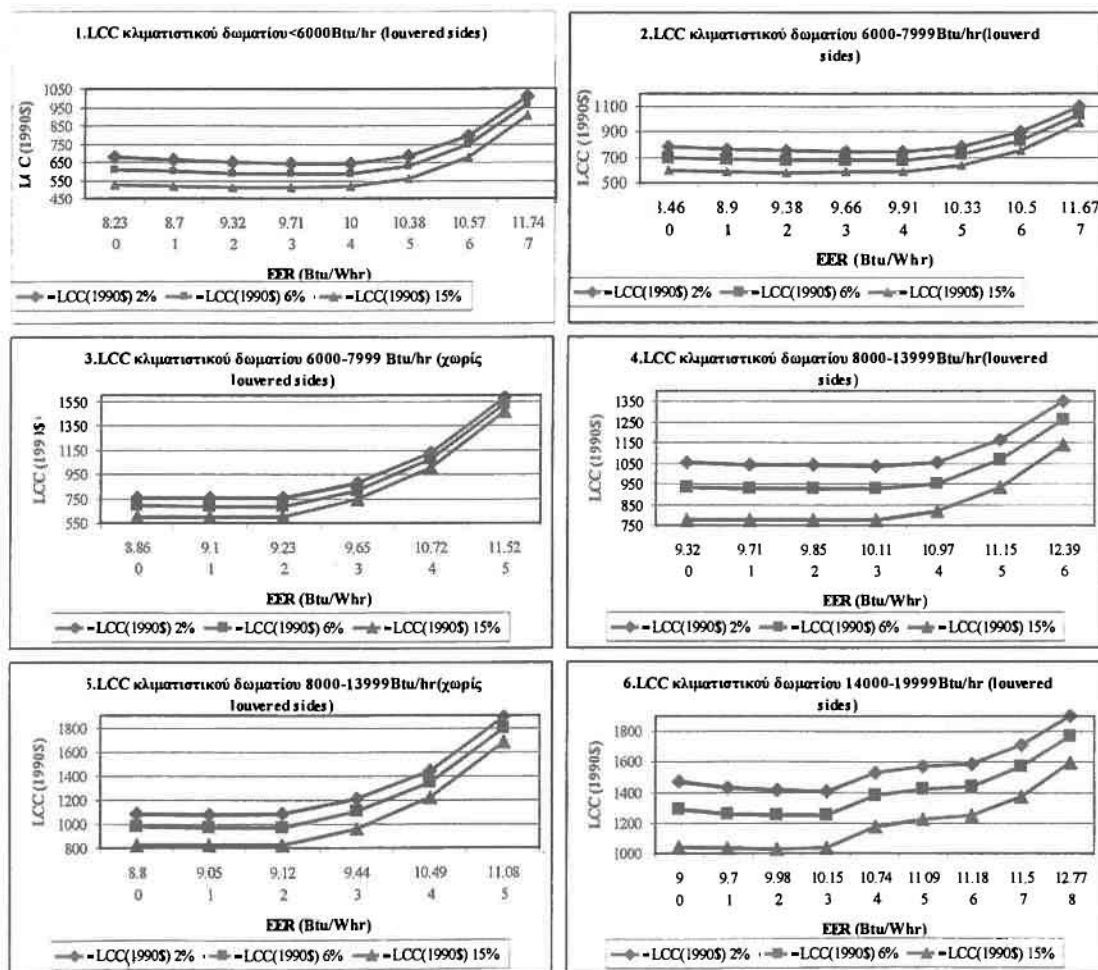 1.LCC κλιματιστικού δωματίου<6000Btu/hr (louvered sides)
LCC (1990$)
1050
950
850
750
650
550
450
8.23 8.7 9.32 9.71 10 10.38 10.57 11.74
0 1 2 3 4 5 6 7
EER (Btu/Whr)
LCC(1990$) 2% LCC(1990$) 6% LCC(1990$) 15%
2.LCC κλιματιστικού δωματίου 6000-7999Btu/hr(louverd
sides)
LCC (1990$)
1100
900
700
500
8.46 8.9 9.38 9.66 9.91 10.33 10.5 11.67
0 1 2 3 4 5 6 7
EER (Btu/Whr)
LCC(1990$) 2% LCC(1990$) 6% LCC(1990$) 15%
3.LCC κλιματιστικού δωματίου 6000-7999 Btu/hr (χωρίς
louvered sides)
LCC (1990$
1550
1350
1150
950
750
550
8.86 9.1 9.23 9.65 10.72 11.52
0 1 2 3 4 5
EER (Btu/Whr)
LCC(1990$) 2% LCC(1990$) 6% LCC(1990$) 15%
4.LCC κλιματιστικού δωματίου 8000-13999Btu/hr(louvered
sides)
LCC (1990$)
1350
1250
1150
1050
950
850
750
9.32 9.71 9.85 10.11 10.97 11.15 12.39
0 1 2 3 4 5 6
EER (Btu/Whr)
LCC(1990$) 2% LCC(1990$) 6% LCC(1990$) 15%
5.LCC κλιματιστικού δωματίου 8000-13999Btu/hr(χωρίς
louvered sides)
LCC (1990$)
1800
1600
1400
1200
1000
800
8.8 9.05 9.12 9.44 10.49 11.08
0 1 2 3 4 5
EER (Btu/Whr)
LCC(1990$) 2% LCC(1990$) 6% LCC(1990$) 15%
6.LCC κλιματιστικού δωματίου 14000-19999Btu/hr (louvered
sides)
LCC (1990$)
1800
1600
1400
1200
1000
9 9.7 9.98 10.15 10.74 11.09 11.18 11.5 12.77
0 1 2 3 4 5 6 7 8
EER (Btu/Whr)
LCC(1990$) 2% LCC(1990$) 6% LCC(1990$) 15%